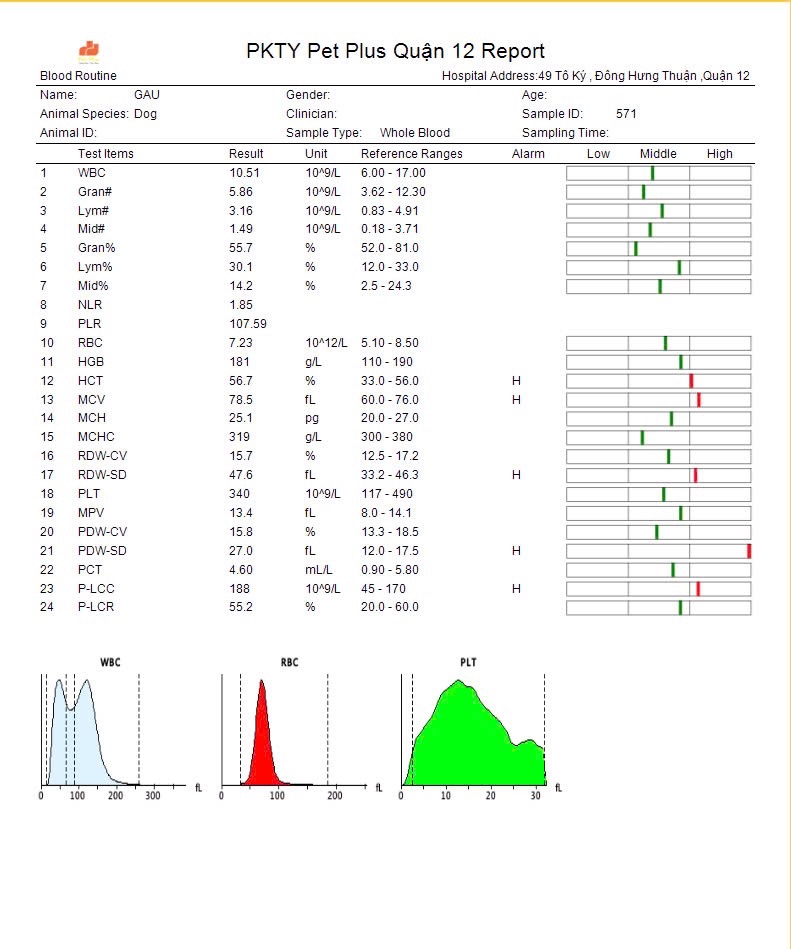 PKTY Pet Plus Quận 12 Report
Blood Routine Hospital Address:49 Tô Ký , Đông Hưng Thuận ,Quận 12
Name: GAU Gender: Age:
Animal Species: Dog Clinician: Sample ID: 571
Animal ID: Sample Type: Whole Blood Sampling Time:
Test Items Result Unit Reference Ranges Alarm Low Middle High
1 WBC 10.51 10^9/L 6.00 - 17.00
2 Gran# 5.86 10^9/L 3.62 - 12.30
3 Lym# 3.16 10^9/L 0.83 - 4.91
4 Mid# 1.49 10^9/L 0.18 - 3.71
5 Gran% 55.7 % 52.0 - 81.0
6 Lym% 30.1 % 12.0 - 33.0
7 Mid% 14.2 % 2.5 - 24.3
8 NLR 1.85
9 PLR 107.59
10 RBC 7.23 10^12/L 5.10 - 8.50
11 HGB 181 g/L 110 - 190
12 HCT 56.7 % 33.0 - 56.0 H
13 MCV 78.5 fL 60.0 - 76.0 H
14 MCH 25.1 pg 20.0 - 27.0
15 MCHC 319 g/L 300 - 380
16 RDW-CV 15.7 % 12.5 - 17.2
17 RDW-SD 47.6 fL 33.2 - 46.3 H
18 PLT 340 10^9/L 117 - 490
19 MPV 13.4 fL 8.0 - 14.1
20 PDW-CV 15.8 % 13.3 - 18.5
21 PDW-SD 27.0 fL 12.0 - 17.5 H
22 PCT 4.60 mL/L 0.90 - 5.80
23 P-LCC 188 10^9/L 45 - 170 H
24 P-LCR 55.2 % 20.0 - 60.0
WBC RBC PLT
0 100 200 300 fL 0 100 200 fL 0 10 20 30 fL